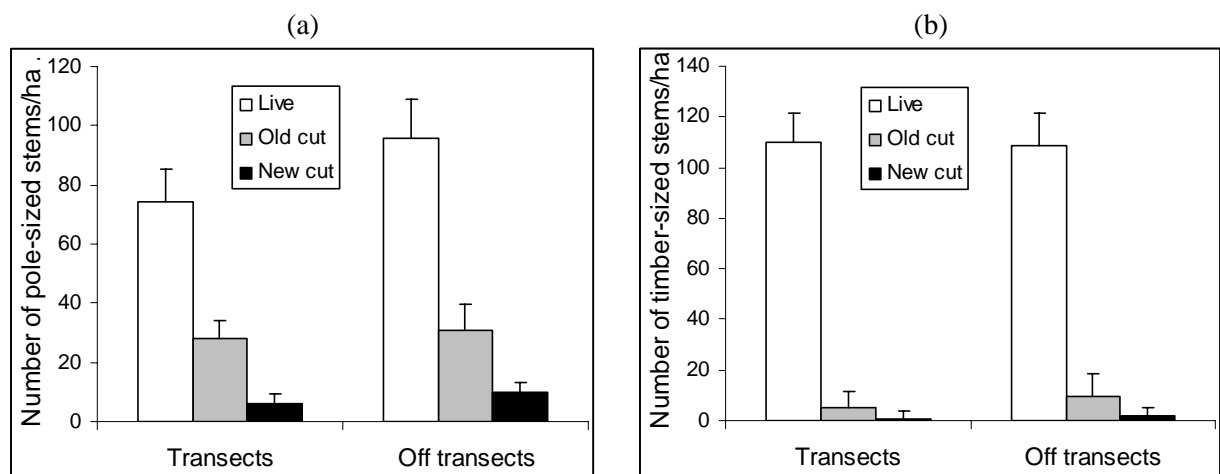 (a)
Number of pole-sized stems/ha .
120
100
80
60
40
20
0
Live
Old cut
New cut
Transects
Off transects
(b)
Number of timber-sized stems/ha
140
120
100
80
60
40
20
0
Live
Old cut
New cut
Transects
Off transects